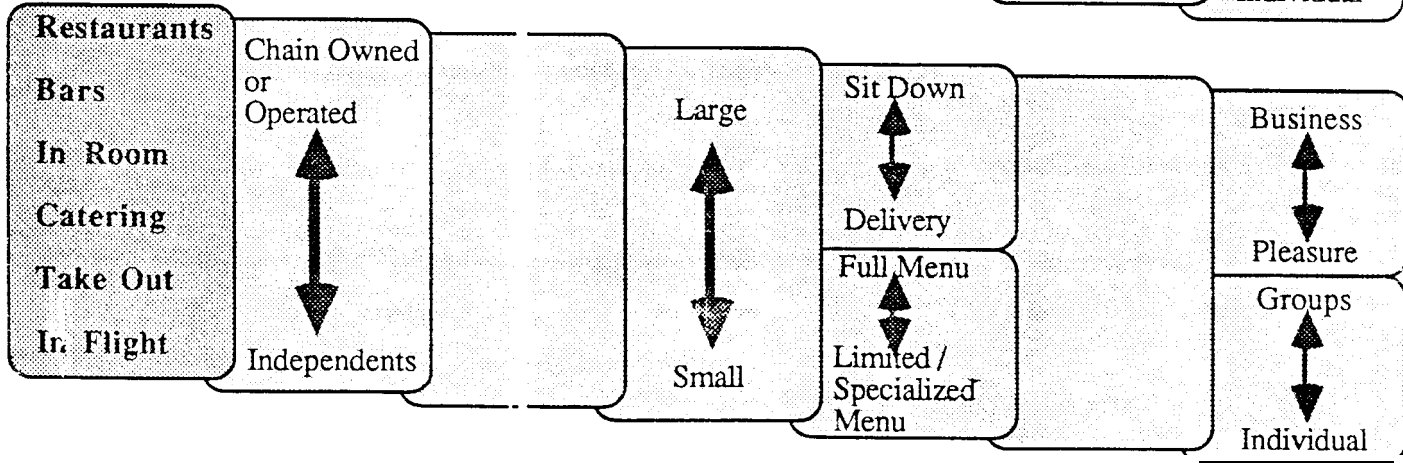 Restaurants
Bars
In Room
Catering
Take Out
In Flight
Chain Owned
or
Operated
Independents
Large
Small
Sit Down
Delivery
Full Menu
Limited /
Specialized
Menu
Business
Pleasure
Groups
Individual